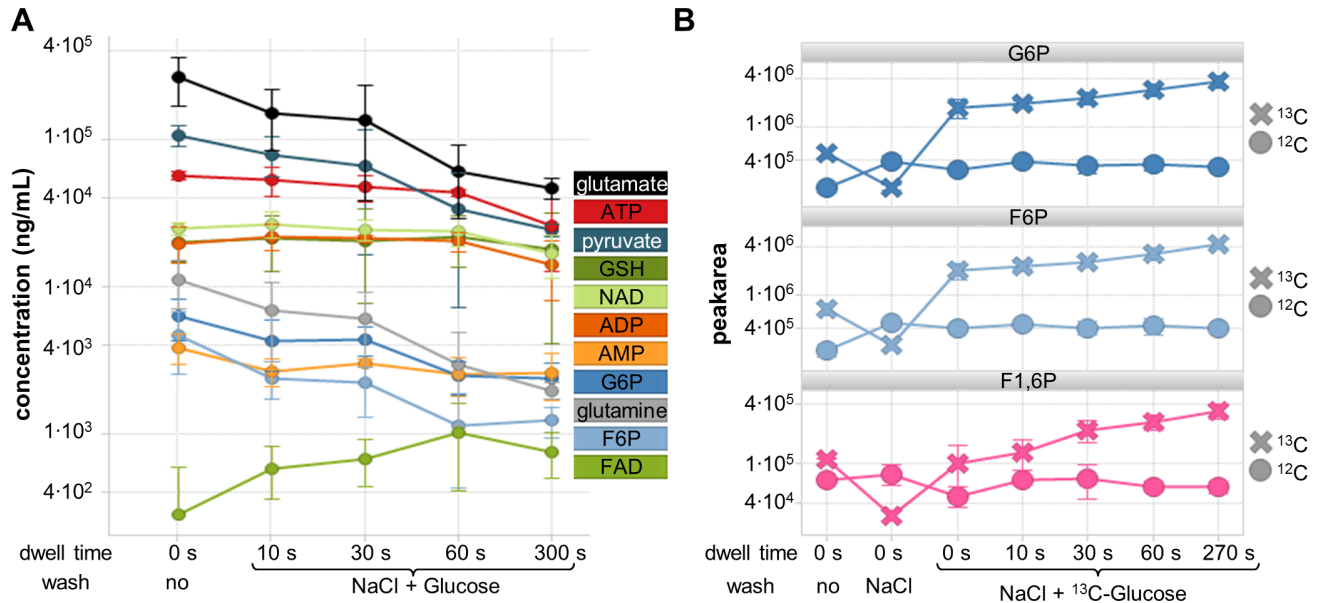 A
concentration (ng/mL)
4·10⁵
1·10⁵
4·10⁴
1·10⁴
4·10³
1·10³
4·10²
glutamate
ATP
pyruvate
GSH
NAD
ADP
AMP
G6P
glutamine
F6P
FAD
dwell time 0 s 10 s 30 s 60 s 300 s
wash no NaCl + Glucose
B
peakarea
G6P
4·10⁶
1·10⁶
4·10⁵
¹³C
¹²C
F6P
4·10⁶
1·10⁶
4·10⁵
¹³C
¹²C
F1,6P
4·10⁵
1·10⁵
4·10⁴
¹³C
¹²C
dwell time 0 s 0 s 0 s 10 s 30 s 60 s 270 s
wash no NaCl NaCl + ¹³C-Glucose